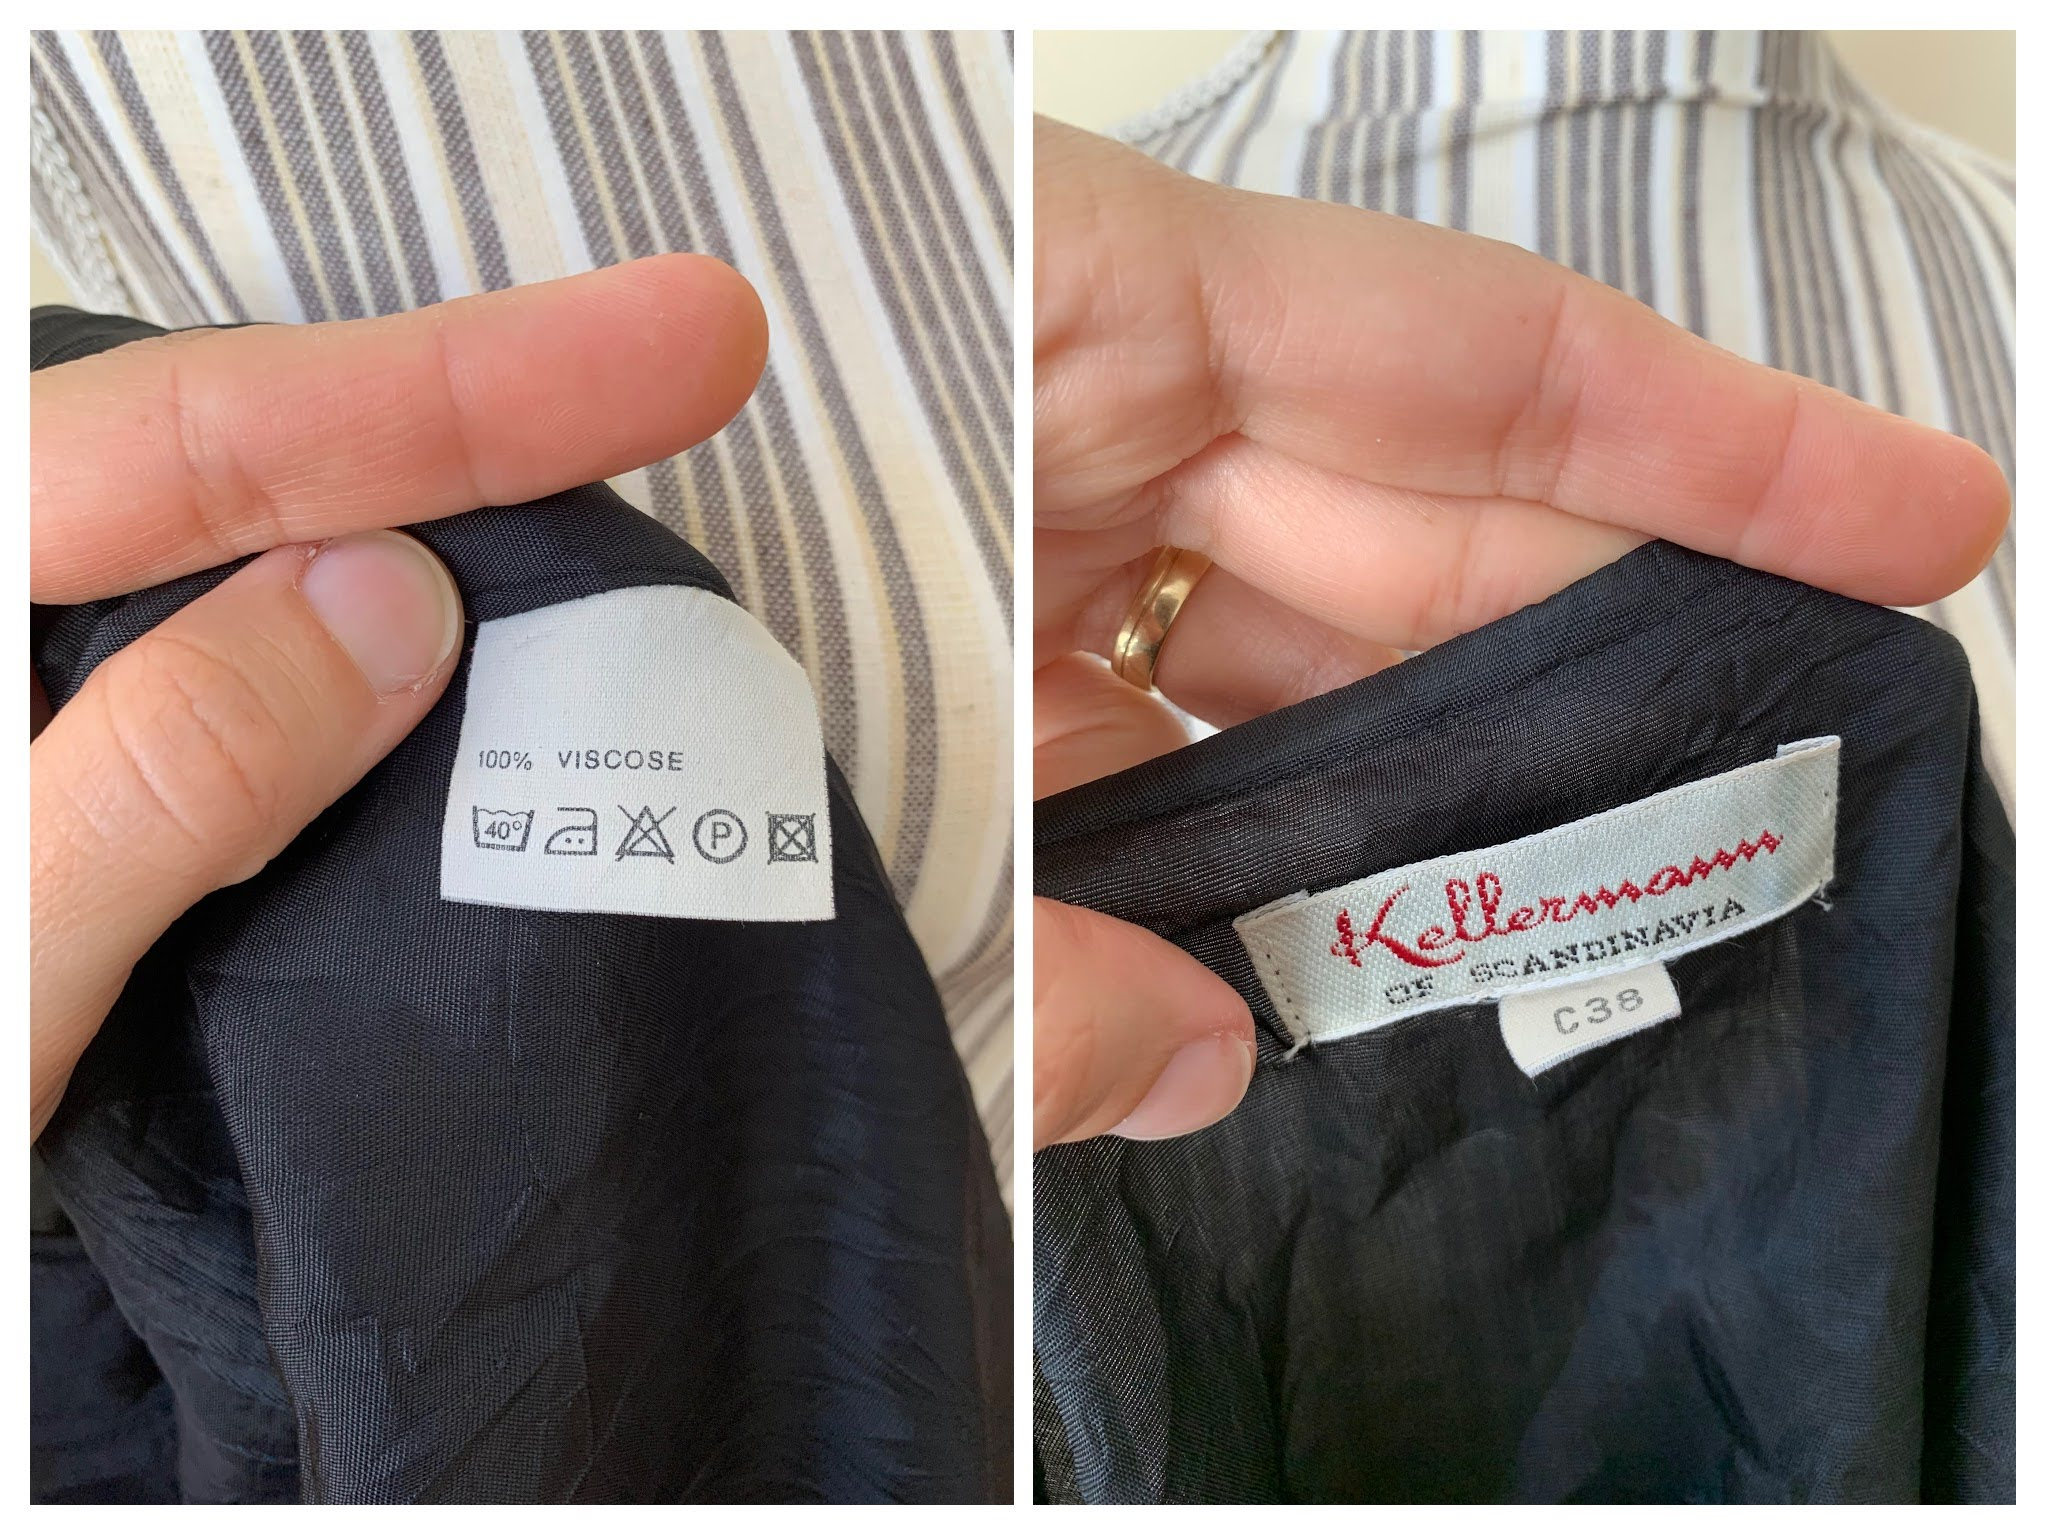 100% VISCOSE
40° P
Kellermann
OF SCANDINAVIA
C38